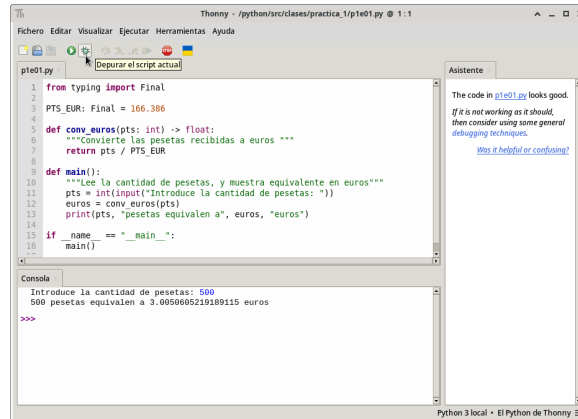 Thonny - /python/src/clases/practica_1/p1e01.py @ 1 : 1
Fichero Editar Visualizar Ejecutar Herramientas Ayuda
STOP
Depurar el script actual
p1e01.py
1 from typing import Final
2
3 PTS_EUR: Final = 166.386
4
5 def conv_euros(pts: int) -> float:
6     """Convierte las pesetas recibidas a euros """
7     return pts / PTS_EUR
8
9 def main():
10     """Lee la cantidad de pesetas, y muestra equivalente en euros"""
11     pts = int(input("Introduce la cantidad de pesetas: "))
12     euros = conv_euros(pts)
13     print(pts, "pesetas equivalen a", euros, "euros")
14
15 if __name__ == "__main__":
16     main()
17
Consola
Introduce la cantidad de pesetas: 500
500 pesetas equivalen a 3.0050605219189115 euros
>>>
Asistente
The code in p1e01.py looks good.
If it is not working as it should,
then consider using some general
debugging techniques.
Was it helpful or confusing?
Python 3 local • El Python de Thonny